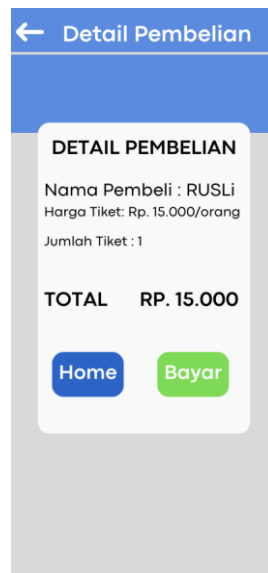 Detail Pembelian
DETAIL PEMBELIAN
Nama Pembeli : RUSLi
Harga Tiket: Rp. 15.000/orang
Jumlah Tiket : 1
TOTAL RP. 15.000
Home Bayar